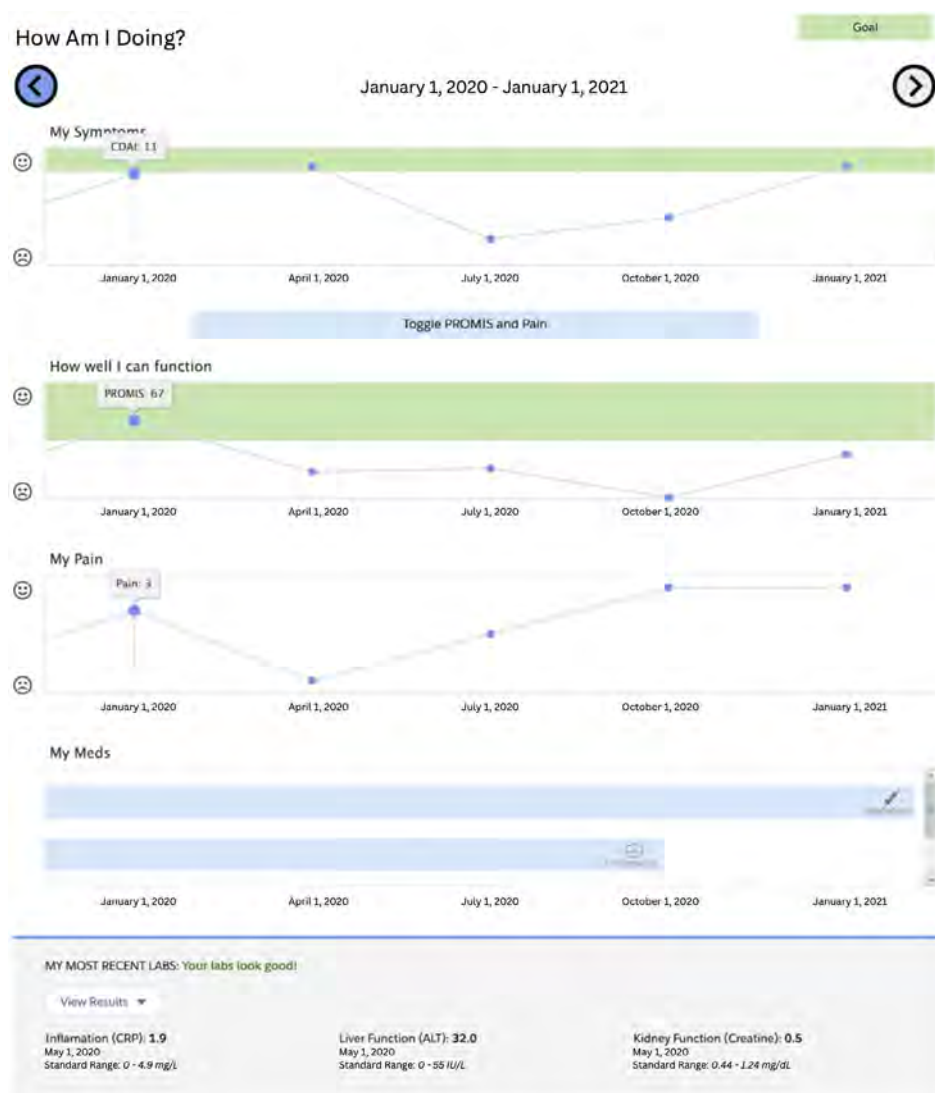 Goal
How Am I Doing?
January 1, 2020 - January 1, 2021
My Symptoms
CDAI: 11
January 1, 2020 April 1, 2020 July 1, 2020 October 1, 2020 January 1, 2021
Toggle PROMIS and Pain
How well I can function
PROMIS: 67
January 1, 2020 April 1, 2020 July 1, 2020 October 1, 2020 January 1, 2021
My Pain
Pain: 3
January 1, 2020 April 1, 2020 July 1, 2020 October 1, 2020 January 1, 2021
My Meds
January 1, 2020 April 1, 2020 July 1, 2020 October 1, 2020 January 1, 2021
MY MOST RECENT LABS: Your labs look good!
View Results
Inflamation (CRP): 1.9 Liver Function (ALT): 32.0 Kidney Function (Creatine): 0.5
May 1, 2020 May 1, 2020 May 1, 2020
Standard Range: 0 - 4.9 mg/L Standard Range: 0 - 55 IU/L Standard Range: 0.44 - 1.24 mg/dL